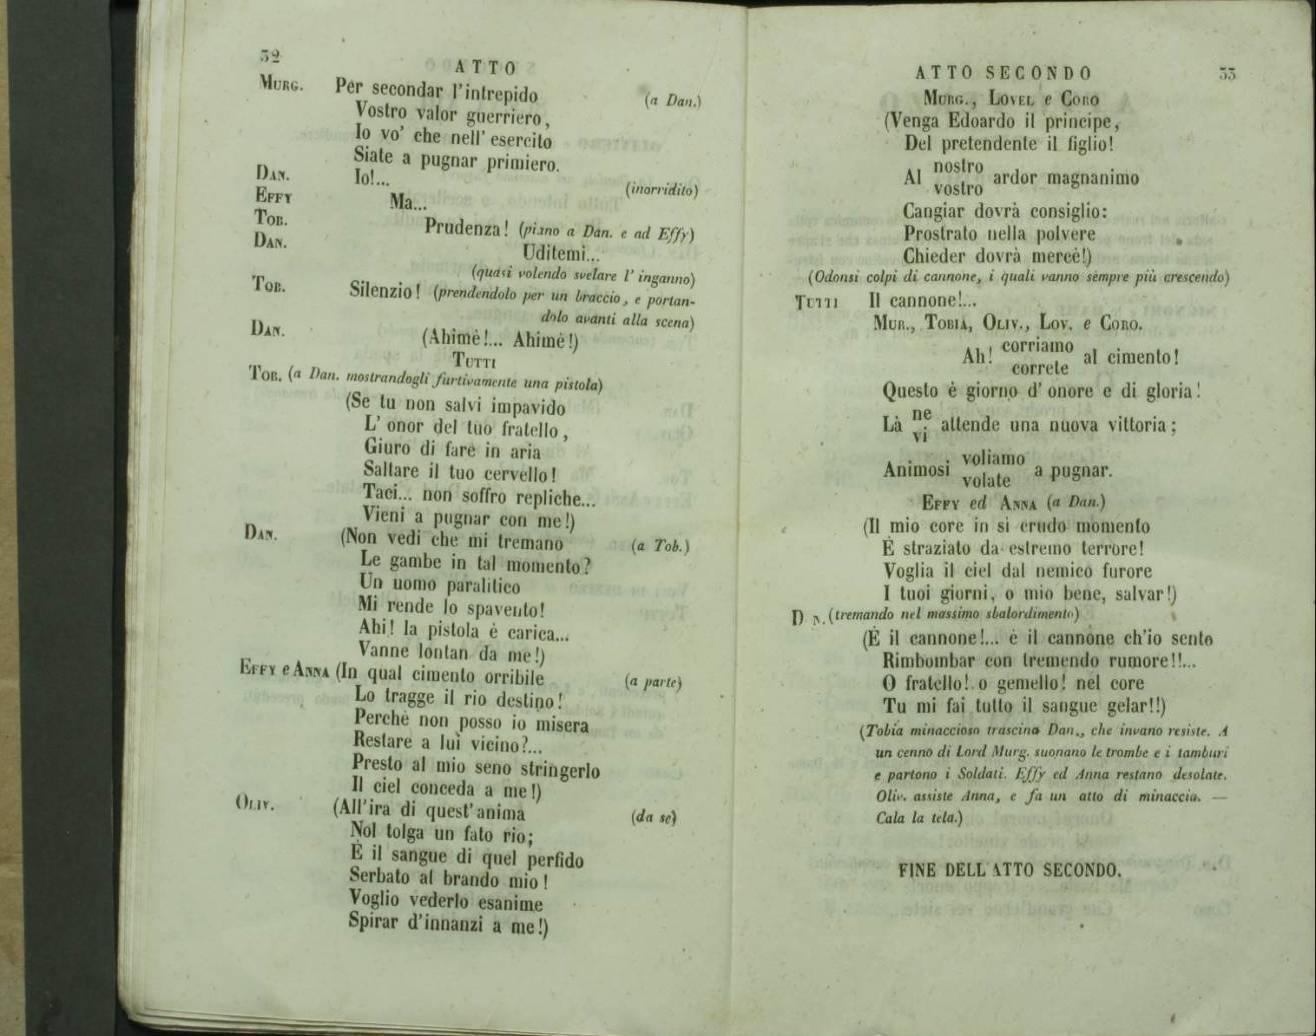 32
ATTO
MURG. Per secondar l'intrepido (a Dan.)
Vostro valor guerriero,
Io vo' che nell' esercito
Siate a pugnar primiero.
DAN. Io!... (inorridito)
EFFY Ma...
TOB. Prudenza! (piano a Dan. e ad Effy)
DAN. Uditemi...
(quasi volendo svelare l' inganno)
TOB. Silenzio! (prendendolo per un braccio, e portan-
dolo avanti alla scena)
DAN. (Ahimè!... Ahimè!)
TUTTI
TOB. (a Dan. mostrandogli furtivamente una pistola)
(Se tu non salvi impavido
L' onor del tuo fratello,
Giuro di fare in aria
Saltare il tuo cervello!
Taci... non soffro repliche...
Vieni a pugnar con me!)
DAN. (Non vedi che mi tremano (a Tob.)
Le gambe in tal momento?
Un uomo paralitico
Mi rende lo spavento!
Ahi! la pistola è carica...
Vanne lontan da me!)
EFFY e ANNA (In qual cimento orribile (a parte)
Lo tragge il rio destino!
Perchè non posso io misera
Restare a lui vicino?...
Presto al mio seno stringerlo
Il ciel conceda a me!)
OLIV. (All'ira di quest'anima (da sè)
Nol tolga un fato rio;
È il sangue di quel perfido
Serbato al brando mio!
Voglio vederlo esanime
Spirar d'innanzi a me!)
ATTO SECONDO 33
MURG., LOVEL e CORO
(Venga Edoardo il principe,
Del pretendente il figlio!
Al nostro ardor magnanimo
vostro
Cangiar dovrà consiglio:
Prostrato nella polvere
Chieder dovrà mercè!)
(Odonsi colpi di cannone, i quali vanno sempre più crescendo)
TUTTI Il cannone!...
MUR., TOBIA, OLIV., LOV. e CORO.
Ah! corriamo al cimento!
correte
Questo è giorno d' onore e di gloria!
Là ne attende una nuova vittoria;
vi
Animosi voliamo a pugnar.
volate
EFFY ed ANNA (a Dan.)
(Il mio core in sì crudo momento
È straziato da estremo terrore!
Voglia il ciel dal nemico furore
I tuoi giorni, o mio bene, salvar!)
D N. (tremando nel massimo sbalordimento)
(È il cannone!... è il cannone ch'io sento
Rimbombar con tremendo rumore!!...
O fratello! o gemello! nel core
Tu mi fai tutto il sangue gelar!!)
(Tobia minaccioso trascina Dan., che invano resiste. A
un cenno di Lord Murg. suonano le trombe e i tamburi
e partono i Soldati. Effy ed Anna restano desolate.
Oliv. assiste Anna, e fa un atto di minaccia. —
Cala la tela.)
FINE DELL'ATTO SECONDO.